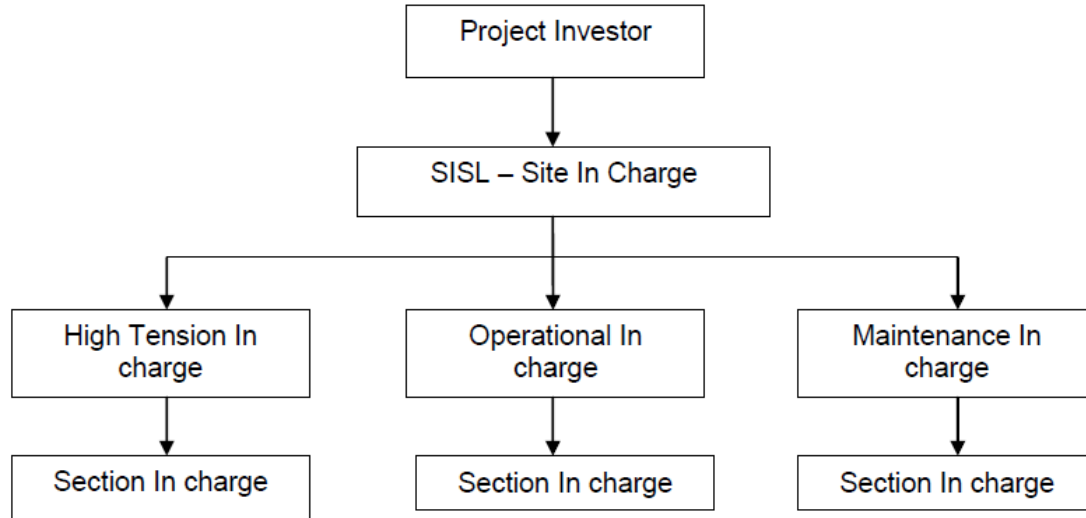 Project Investor
SISL – Site In Charge
High Tension In
charge
Operational In
charge
Maintenance In
charge
Section In charge
Section In charge
Section In charge